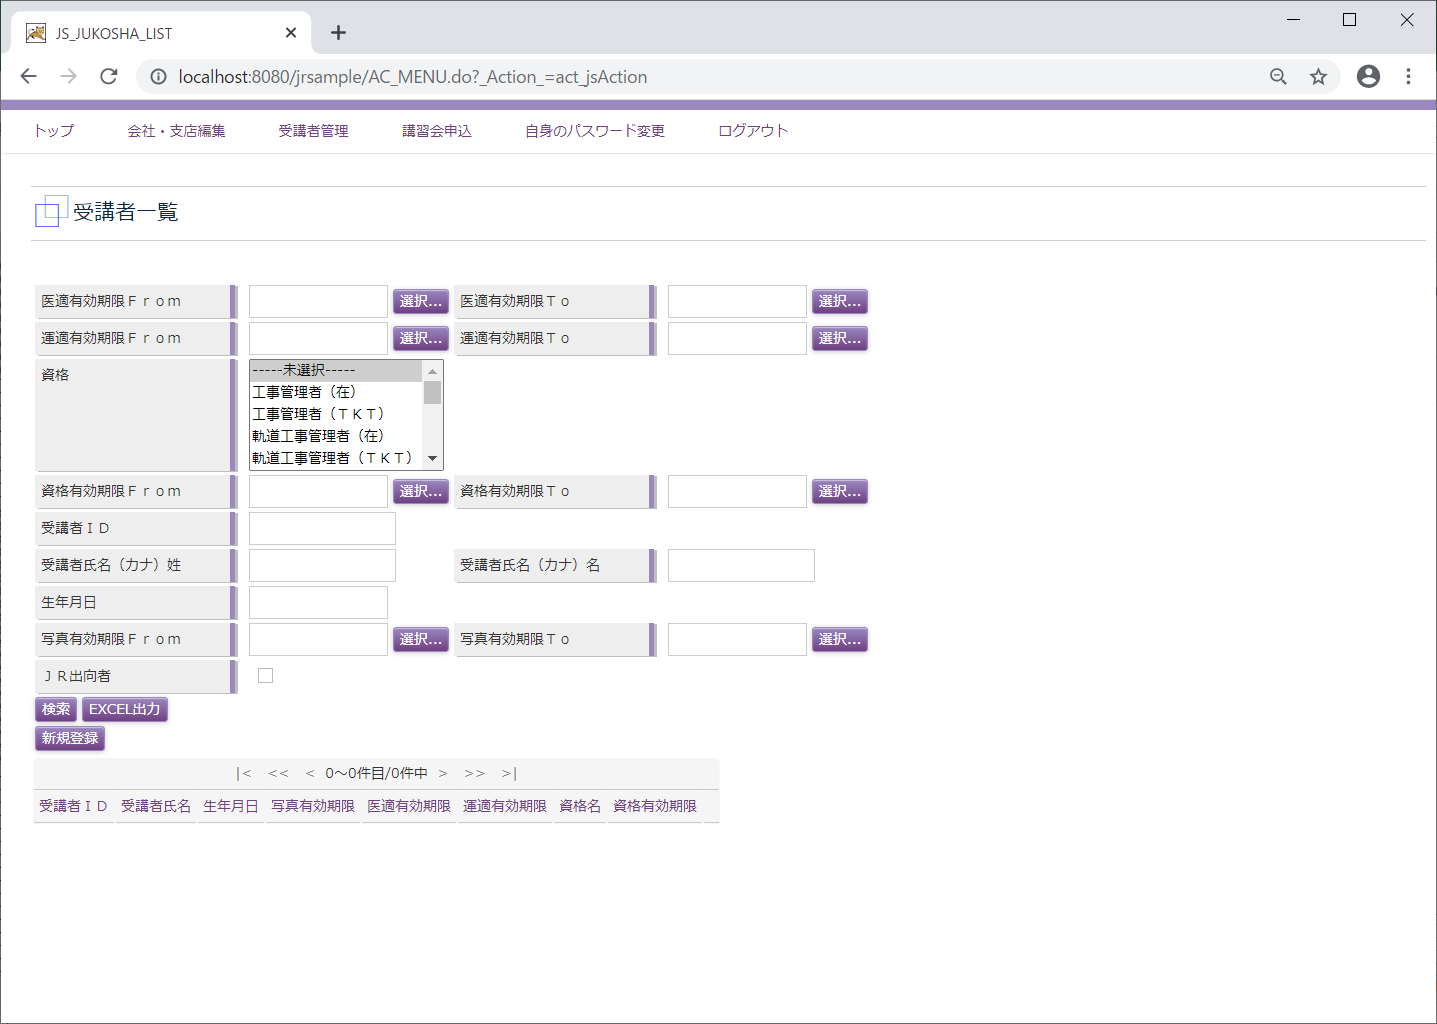 JS_JUKOSHA_LIST
localhost:8080/jrsample/AC_MENU.do?_Action_=act_jsAction
トップ 会社・支店編集 受講者管理 講習会申込 自身のパスワード変更 ログアウト
受講者一覧
医適有効期限Ｆｒｏｍ 選択... 医適有効期限Ｔｏ 選択...
運適有効期限Ｆｒｏｍ 選択... 運適有効期限Ｔｏ 選択...
資格 -----未選択-----
工事管理者（在）
工事管理者（ＴＫＴ）
軌道工事管理者（在）
軌道工事管理者（ＴＫＴ）
資格有効期限Ｆｒｏｍ 選択... 資格有効期限Ｔｏ 選択...
受講者ＩＤ
受講者氏名（カナ）姓 受講者氏名（カナ）名
生年月日
写真有効期限Ｆｒｏｍ 選択... 写真有効期限Ｔｏ 選択...
ＪＲ出向者
検索 EXCEL出力
新規登録
|< << < 0～0件目/0件中 > >> >|
受講者ＩＤ 受講者氏名 生年月日 写真有効期限 医適有効期限 運適有効期限 資格名 資格有効期限